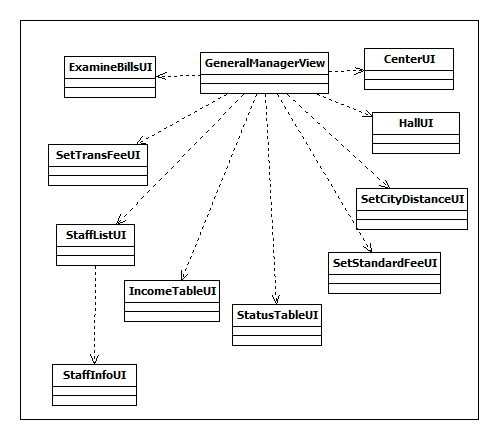 ExamineBillsUI
GeneralManagerView
CenterUI
HallUI
SetTransFeeUI
SetCityDistanceUI
StaffListUI
SetStandardFeeUI
IncomeTableUI
StatusTableUI
StaffInfoUI